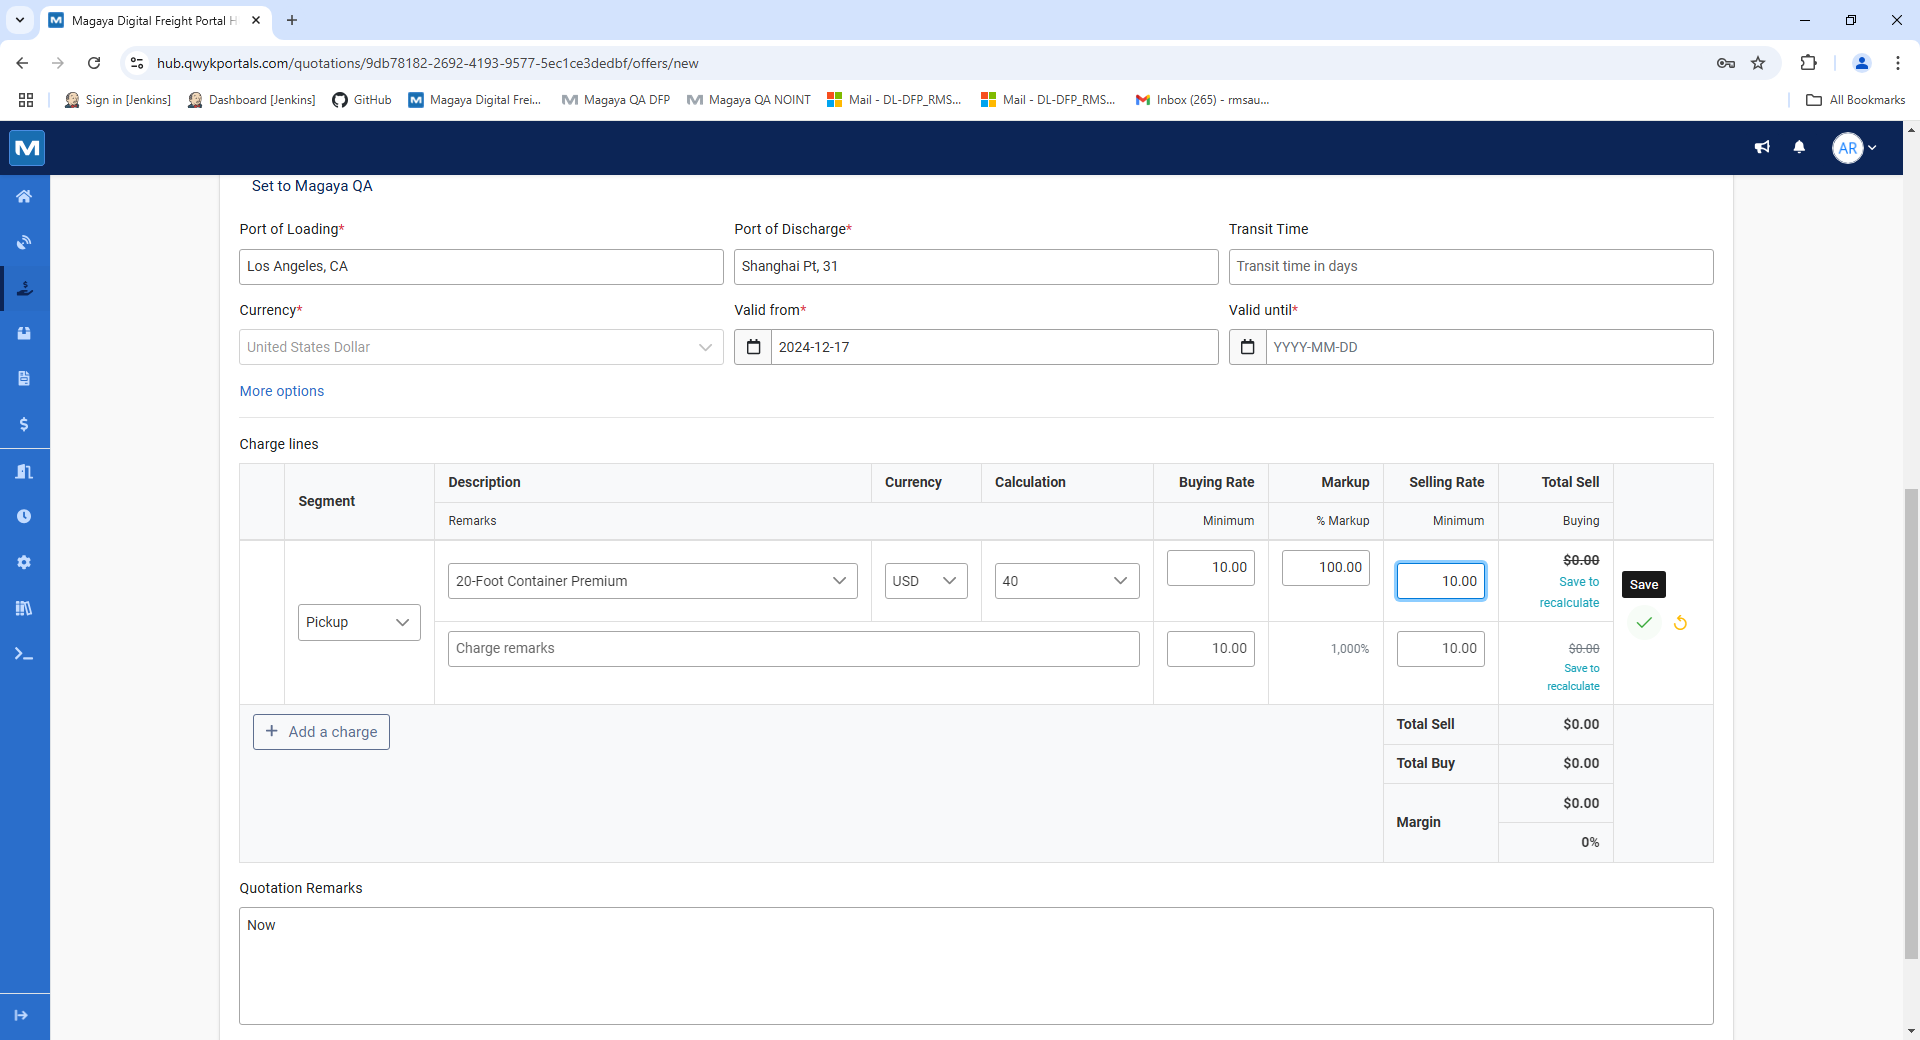 Magaya Digital Freight Portal H
hub.qwykportals.com/quotations/9db78182-2692-4193-9577-5ec1ce3dedbf/offers/new
Sign in [Jenkins]
Dashboard [Jenkins]
GitHub
Magaya Digital Frei...
Magaya QA DFP
Magaya QA NOINT
Mail - DL-DFP_RMS...
Mail - DL-DFP_RMS...
Inbox (265) - rmsau...
All Bookmarks
AR
Set to Magaya QA
Port of Loading*
Port of Discharge*
Transit Time
Los Angeles, CA
Shanghai Pt, 31
Transit time in days
Currency*
Valid from*
Valid until*
United States Dollar
2024-12-17
YYYY-MM-DD
More options
Charge lines
Segment
Description
Currency
Calculation
Buying Rate
Markup
Selling Rate
Total Sell
Remarks
Minimum
% Markup
Minimum
Buying
Pickup
20-Foot Container Premium
USD
40
10.00
100.00
10.00
$0.00
Save to
recalculate
Save
Charge remarks
10.00
1,000%
10.00
$0.00
Save to
recalculate
Add a charge
Total Sell
$0.00
Total Buy
$0.00
Margin
$0.00
0%
Quotation Remarks
Now